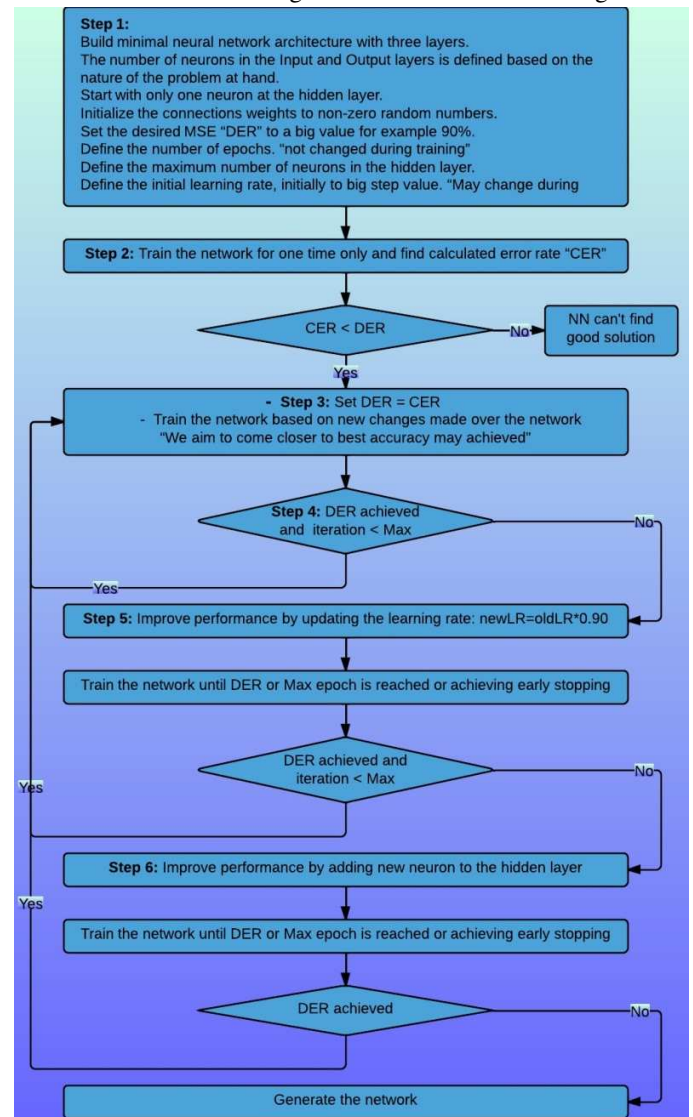 Step 1:
Build minimal neural network architecture with three layers.
The number of neurons in the Input and Output layers is defined based on the
nature of the problem at hand.
Start with only one neuron at the hidden layer.
Initialize the connections weights to non-zero random numbers.
Set the desired MSE “DER” to a big value for example 90%.
Define the number of epochs. “not changed during training”
Define the maximum number of neurons in the hidden layer.
Define the initial learning rate, initially to big step value. “May change during
Step 2: Train the network for one time only and find calculated error rate “CER”
CER < DER
No
NN can't find
good solution
Yes
- Step 3: Set DER = CER
- Train the network based on new changes made over the network
"We aim to come closer to best accuracy may achieved"
Step 4: DER achieved
and iteration < Max
No
Yes
Step 5: Improve performance by updating the learning rate: newLR=oldLR*0.90
Train the network until DER or Max epoch is reached or achieving early stopping
DER achieved and
iteration < Max
No
Yes
Step 6: Improve performance by adding new neuron to the hidden layer
Yes
Train the network until DER or Max epoch is reached or achieving early stopping
DER achieved
No
Generate the network